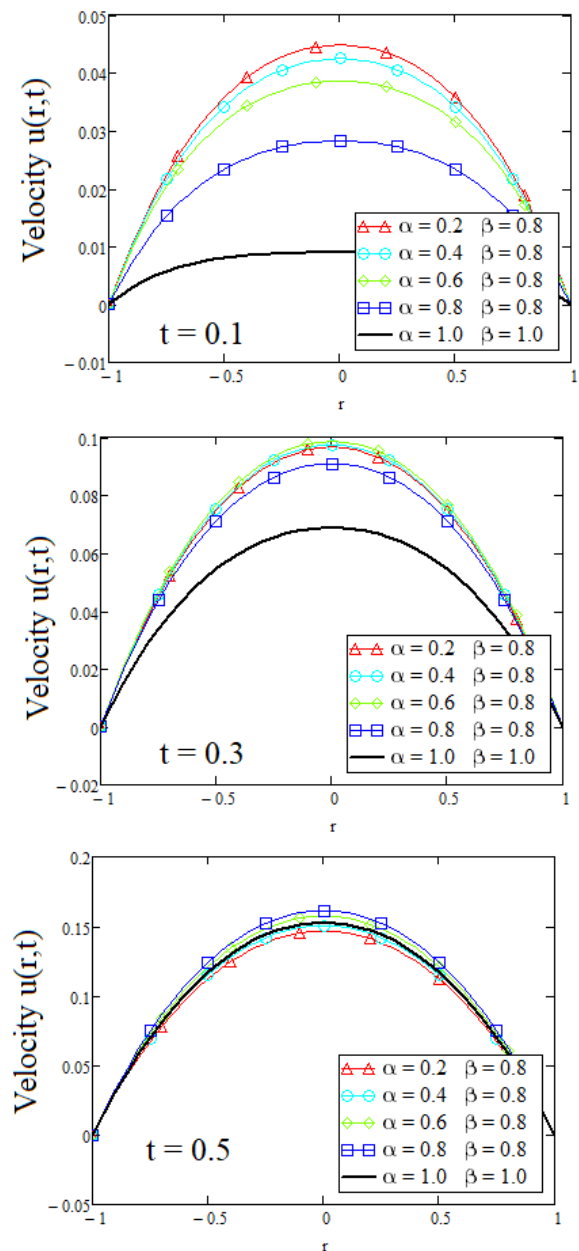 Velocity u(r,t)
0.05
0.04
0.03
0.02
0.01
0
− 0.01
α = 0.2 β = 0.8
α = 0.4 β = 0.8
α = 0.6 β = 0.8
α = 0.8 β = 0.8
α = 1.0 β = 1.0
t = 0.1
− 1 − 0.5 0 0.5 1
r
Velocity u(r,t)
0.1
0.08
0.06
0.04
0.02
0
− 0.02
α = 0.2 β = 0.8
α = 0.4 β = 0.8
α = 0.6 β = 0.8
α = 0.8 β = 0.8
α = 1.0 β = 1.0
t = 0.3
− 1 − 0.5 0 0.5 1
r
Velocity u(r,t)
0.2
0.15
0.1
0.05
0
− 0.05
α = 0.2 β = 0.8
α = 0.4 β = 0.8
α = 0.6 β = 0.8
α = 0.8 β = 0.8
α = 1.0 β = 1.0
t = 0.5
− 1 − 0.5 0 0.5 1
r